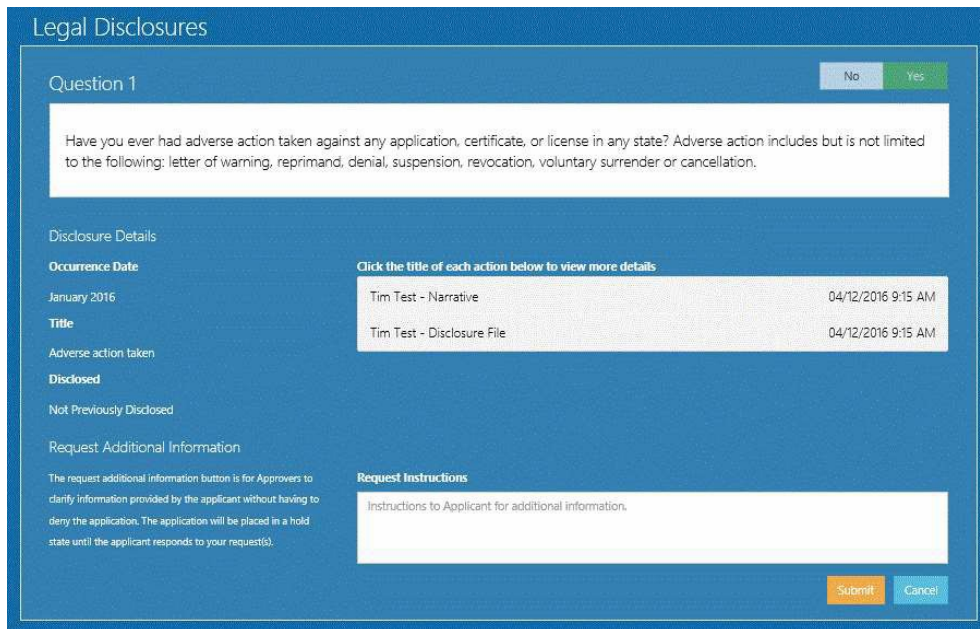 Legal Disclosures
Question 1
No
Yes
Have you ever had adverse action taken against any application, certificate, or license in any state? Adverse action includes but is not limited
to the following: letter of warning, reprimand, denial, suspension, revocation, voluntary surrender or cancellation.
Disclosure Details
Occurrence Date
January 2016
Title
Adverse action taken
Disclosed
Not Previously Disclosed
Click the title of each action below to view more details
Tim Test - Narrative 04/12/2016 9:15 AM
Tim Test - Disclosure File 04/12/2016 9:15 AM
Request Additional Information
The request additional information button is for Approvers to
clarify information provided by the applicant without having to
deny the application. The application will be placed in a hold
state until the applicant responds to your request(s).
Request Instructions
Instructions to Applicant for additional information.
Submit
Cancel